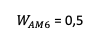 W_AM6 = 0,5